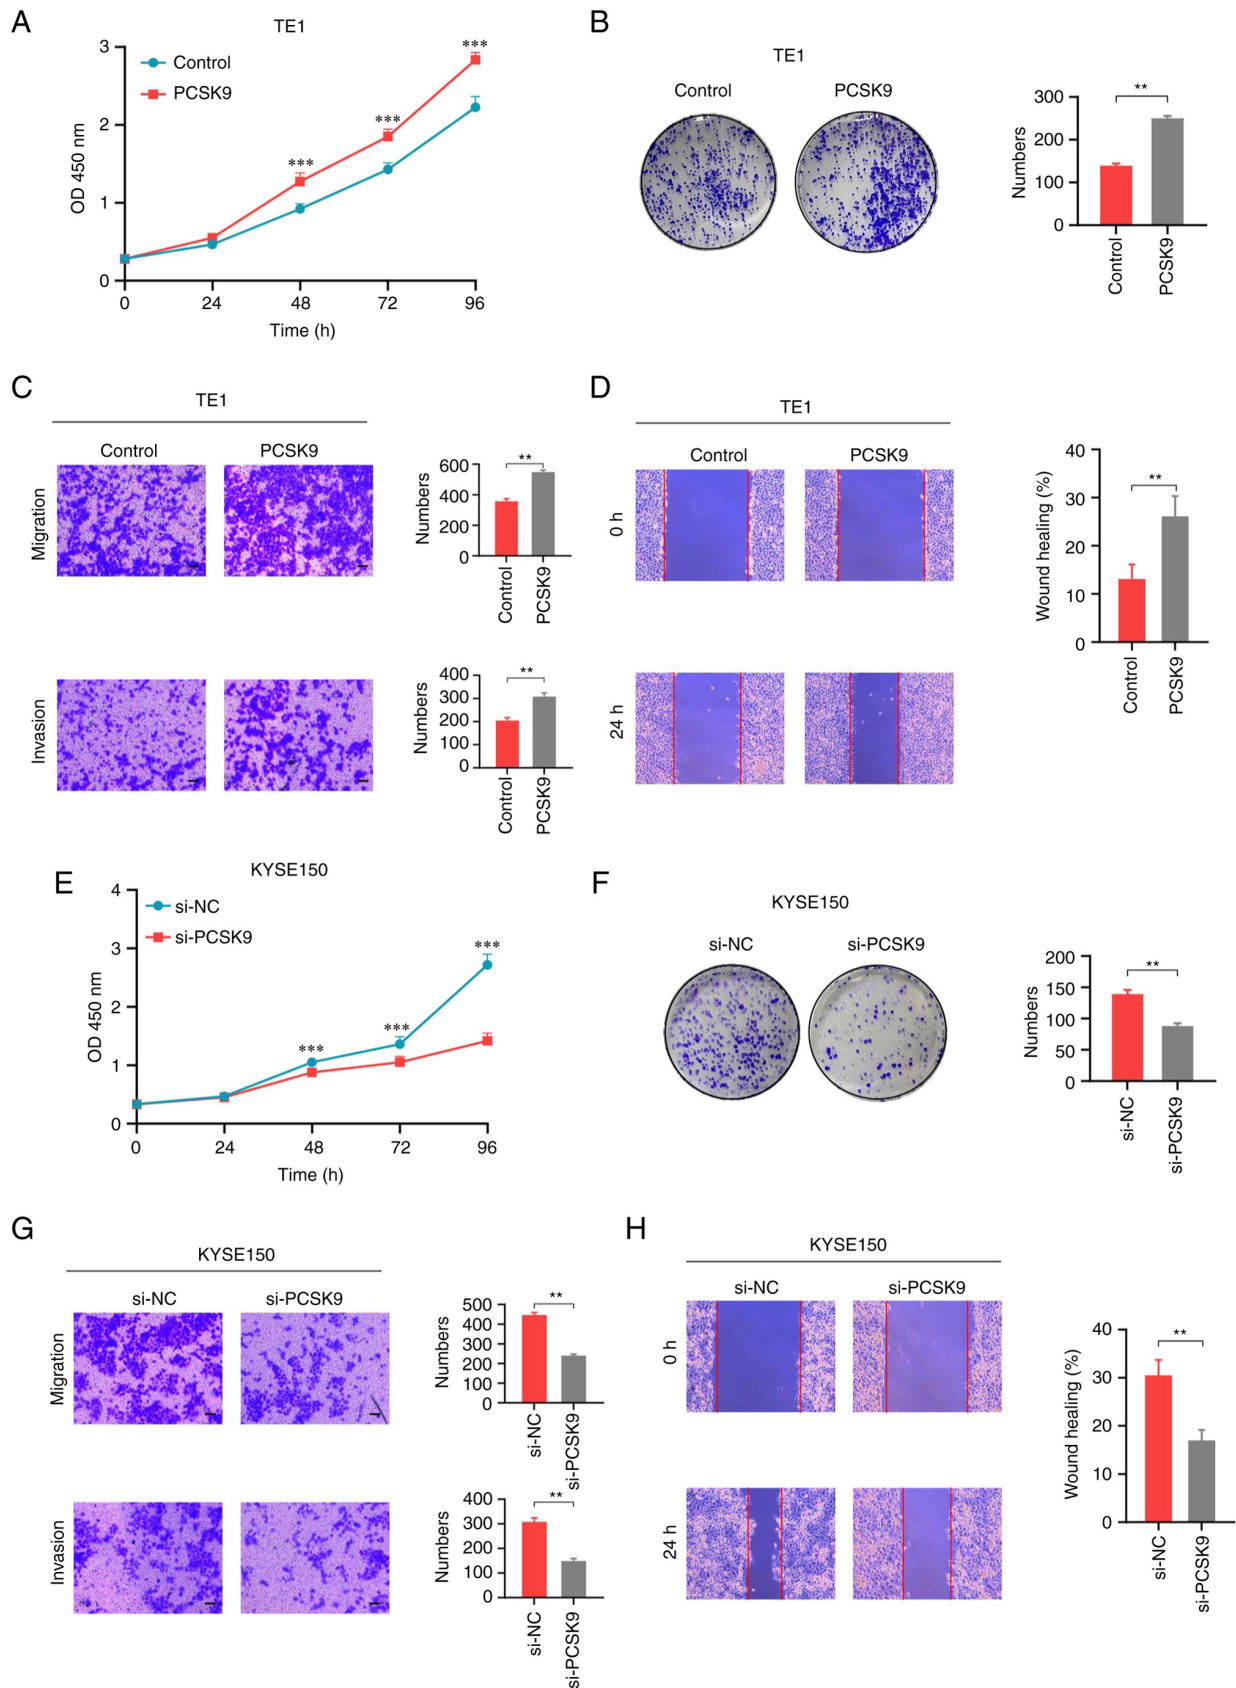 A
TE1
Control
PCSK9
OD 450 nm
3
2
1
0
***
***
***
0 24 48 72 96
Time (h)
B
TE1
Control PCSK9
Numbers
300
200
100
0
**
Control
PCSK9
C
TE1
Control PCSK9
Migration
Numbers
600
400
200
0
**
Control
PCSK9
Invasion
Numbers
400
300
200
100
0
**
Control
PCSK9
D
TE1
Control PCSK9
0 h
24 h
Wound healing (%)
40
30
20
10
0
**
Control
PCSK9
E
KYSE150
si-NC
si-PCSK9
OD 450 nm
4
3
2
1
0
***
***
***
0 24 48 72 96
Time (h)
F
KYSE150
si-NC si-PCSK9
Numbers
200
150
100
50
0
**
si-NC
si-PCSK9
G
KYSE150
si-NC si-PCSK9
Migration
Numbers
500
400
300
200
100
0
**
si-NC
si-PCSK9
Invasion
Numbers
400
300
200
100
0
**
si-NC
si-PCSK9
H
KYSE150
si-NC si-PCSK9
0 h
24 h
Wound healing (%)
40
30
20
10
0
**
si-NC
si-PCSK9